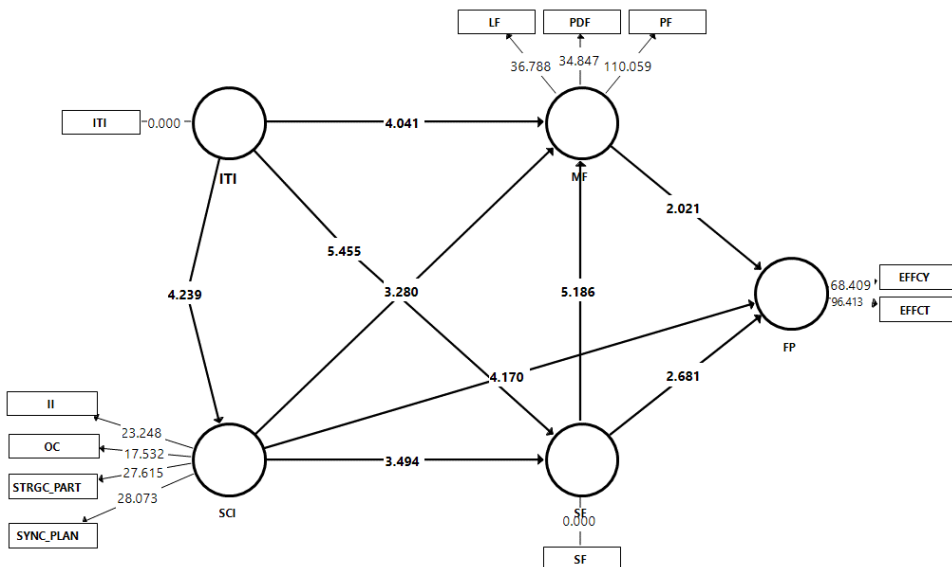 LF
PDF
PF
36.788
34.847
110.059
ITI
0.000
4.041
ITI
MF
2.021
5.455
4.239
3.280
5.186
68.409
EFFCY
96.413
EFFCT
FP
4.170
2.681
II
23.248
OC
17.532
3.494
27.615
STRGC_PART
28.073
SCI
SF
0.000
SYNC_PLAN
SF